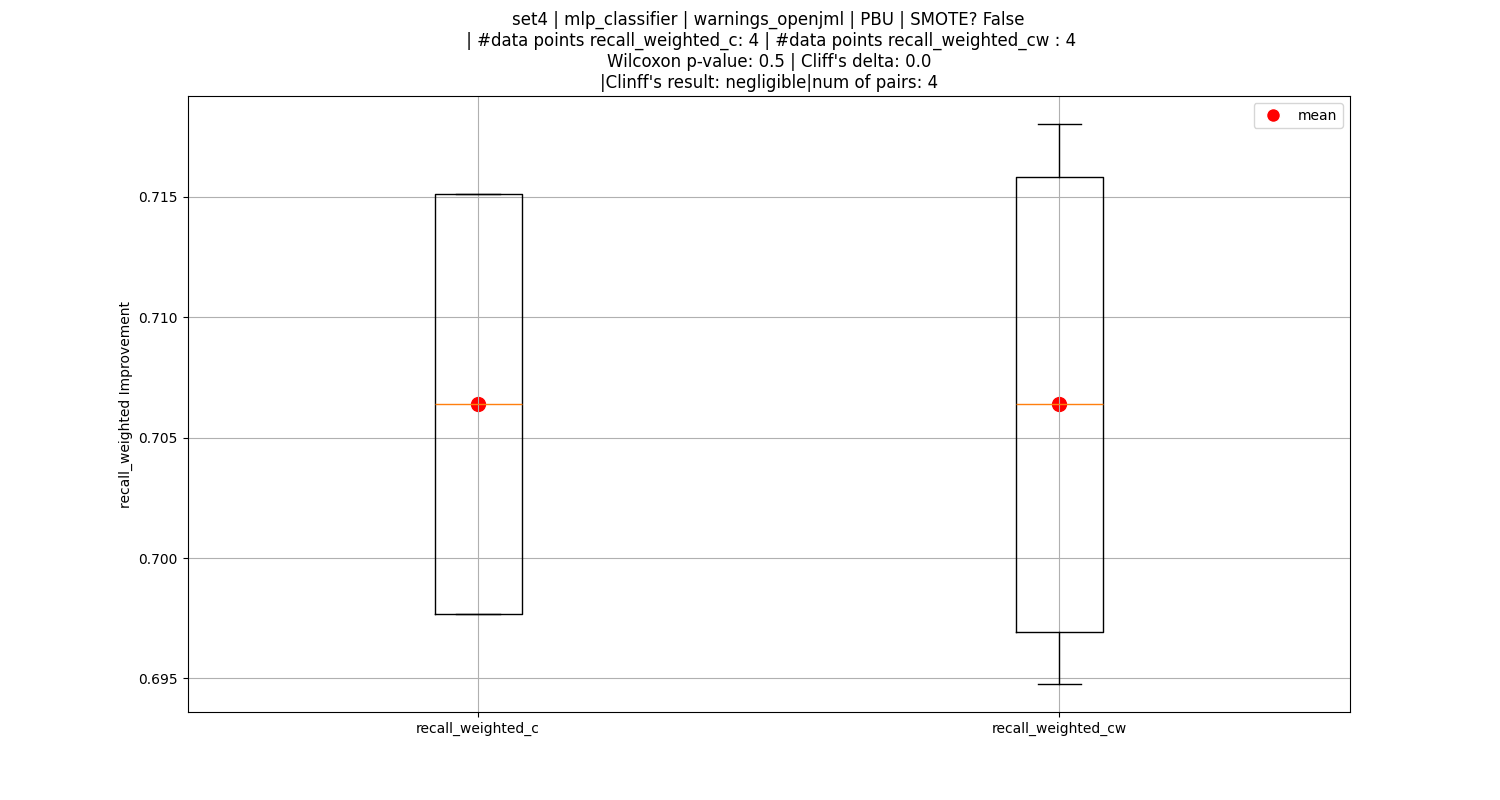 set4 | mlp_classifier | warnings_openjml | PBU | SMOTE? False
| #data points recall_weighted_c: 4 | #data points recall_weighted_cw : 4
Wilcoxon p-value: 0.5 | Cliff's delta: 0.0
|Clinff's result: negligible|num of pairs: 4
mean
recall_weighted Improvement
0.715
0.710
0.705
0.700
0.695
recall_weighted_c
recall_weighted_cw